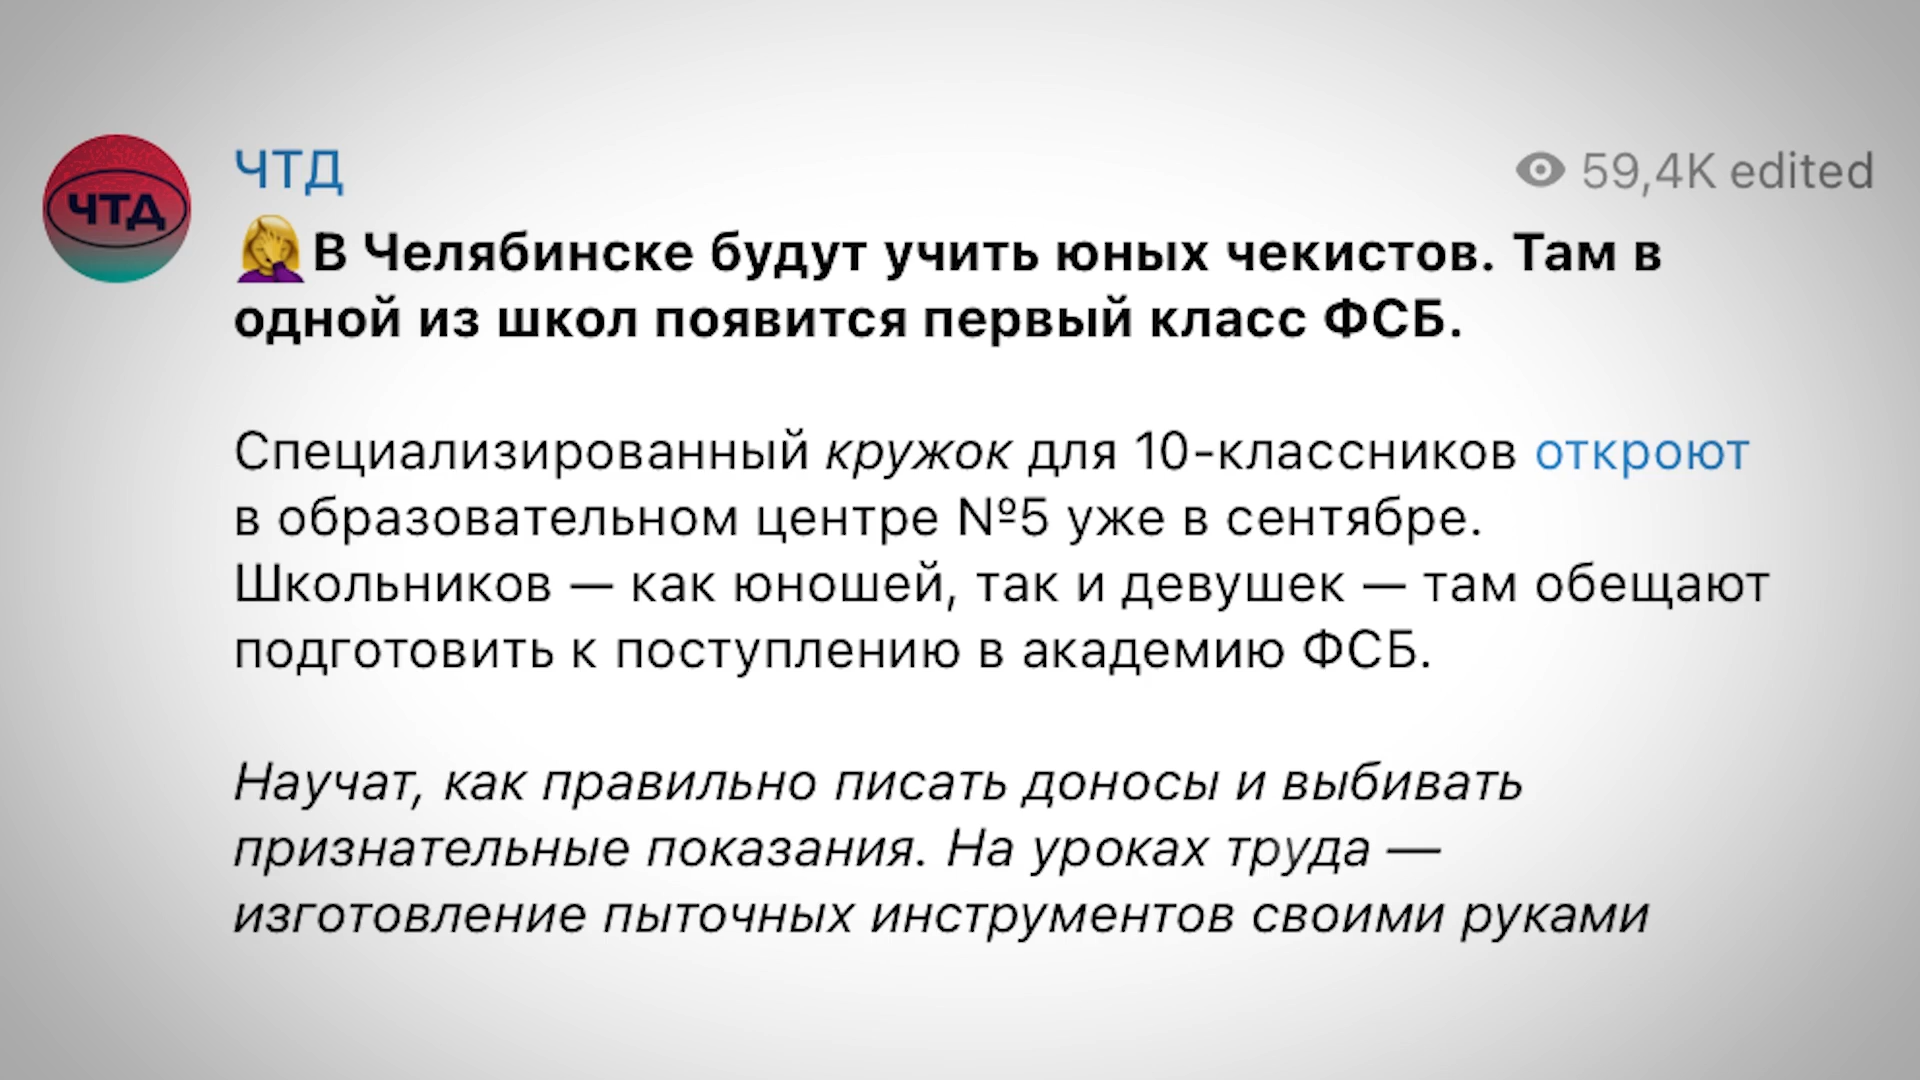 ЧТД
ЧТД
59,4K edited
🤦‍♀️В Челябинске будут учить юных чекистов. Там в
одной из школ появится первый класс ФСБ.
Специализированный кружок для 10-классников откроют
в образовательном центре №5 уже в сентябре.
Школьников — как юношей, так и девушек — там обещают
подготовить к поступлению в академию ФСБ.
Научат, как правильно писать доносы и выбивать
признательные показания. На уроках труда —
изготовление пыточных инструментов своими руками